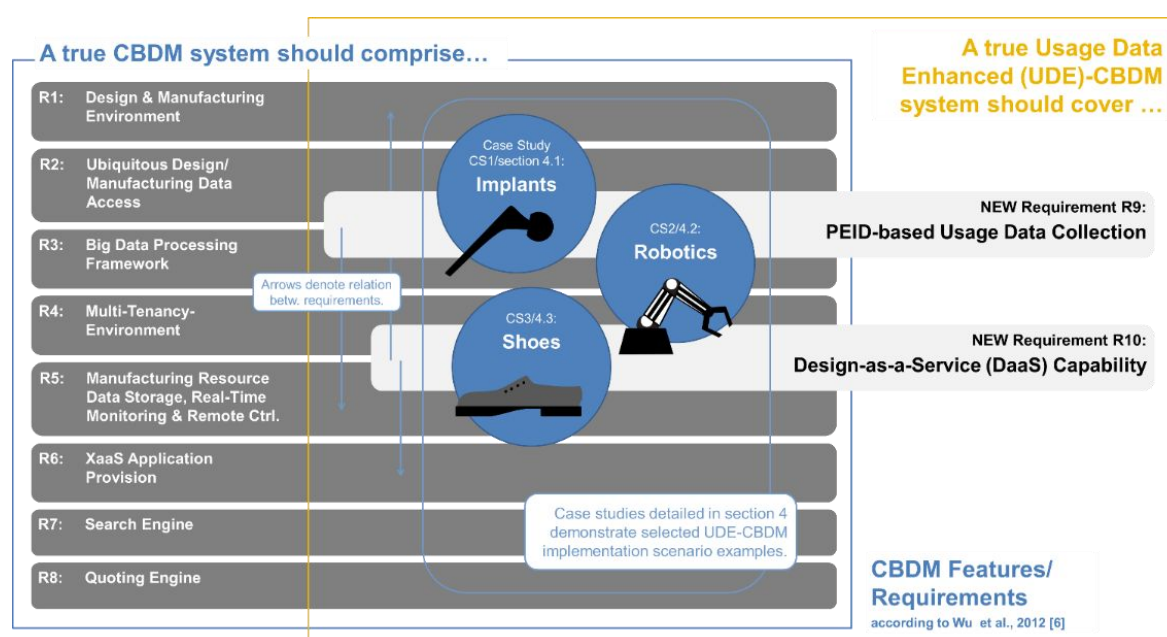 A true CBDM system should comprise…
A true Usage Data
Enhanced (UDE)-CBDM
system should cover …
R1: Design & Manufacturing
Environment
R2: Ubiquitous Design/
Manufacturing Data
Access
R3: Big Data Processing
Framework
R4: Multi-Tenancy-
Environment
R5: Manufacturing Resource
Data Storage, Real-Time
Monitoring & Remote Ctrl.
R6: XaaS Application
Provision
R7: Search Engine
R8: Quoting Engine
Arrows denote relation
betw. requirements.
Case Study
CS1/section 4.1:
Implants
CS2/4.2:
Robotics
CS3/4.3:
Shoes
NEW Requirement R9:
PEID-based Usage Data Collection
NEW Requirement R10:
Design-as-a-Service (DaaS) Capability
Case studies detailed in section 4
demonstrate selected UDE-CBDM
implementation scenario examples.
CBDM Features/
Requirements
according to Wu et al., 2012 [6]